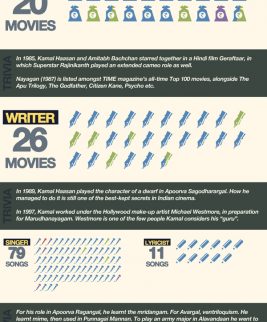 20
MOVIES
TRIVIA
In 1985, Kamal Haasan and Amitabh Bachchan starred together in a Hindi film Geraftaar, in
which Superstar Rajinikanth played an extended cameo role as well.
Nayagan (1987) is listed amongst TIME magazine's all-time Top 100 movies, alongside The
Apu Trilogy, The Godfather, Citizen Kane, Psycho etc.
WRITER
26
MOVIES
TRIVIA
In 1989, Kamal Haasan played the character of a dwarf in Apoorva Sagodharargal. How he
managed to do it is still one of the best-kept secrets in Indian cinema.
In 1997, Kamal worked under the Hollywood make-up artist Michael Westmore, in preparation
for Marudhanayagam. Westmore is one of few people Kamal considers his "guru".
SINGER
79
SONGS
LYRICIST
11
SONGS
For his role in Apoorva Ragangal, he learnt the mridangam. For Avargal, ventriloquism. He
learnt mime, then used in Punnagai Mannan. To play an army major in Alavandaan he went to